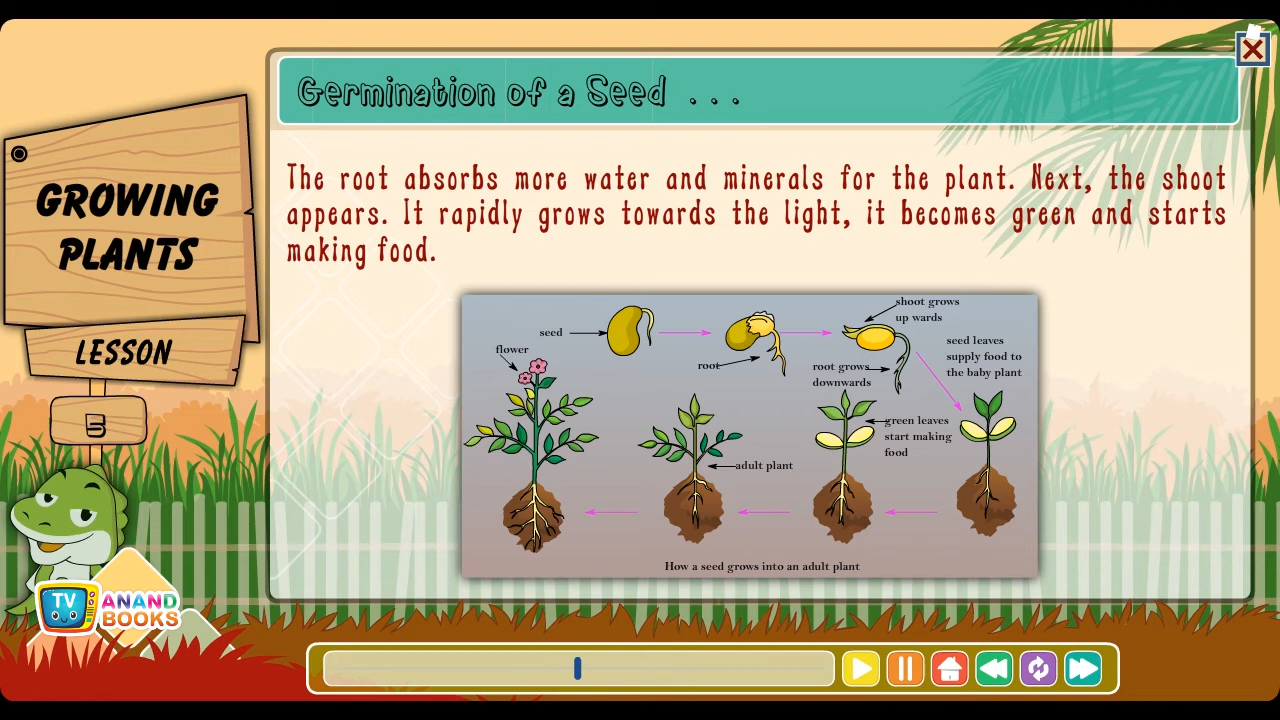 Germination of a Seed ...
GROWING
PLANTS
LESSON
5
The root absorbs more water and minerals for the plant. Next, the shoot
appears. It rapidly grows towards the light, it becomes green and starts
making food.
seed
root
shoot grows
up wards
root grows
downwards
seed leaves
supply food to
the baby plant
green leaves
start making
food
adult plant
flower
How a seed grows into an adult plant
TV
ANAND
BOOKS